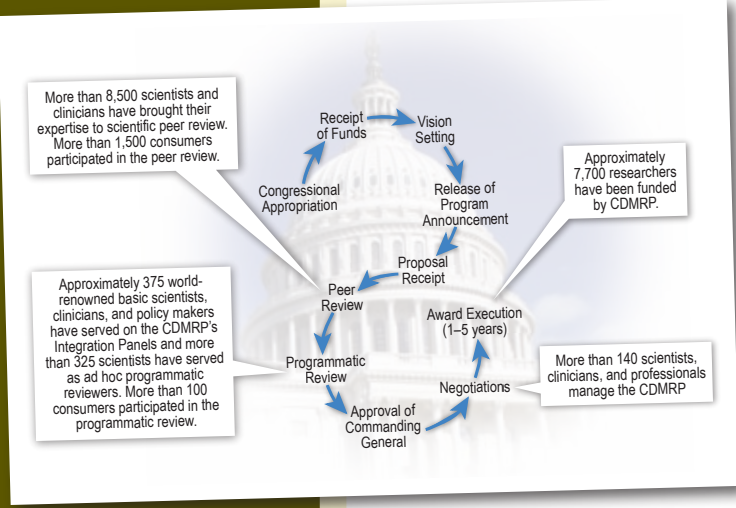 More than 8,500 scientists and
clinicians have brought their
expertise to scientific peer review.
More than 1,500 consumers
participated in the peer review.
Receipt
of Funds
Vision
Setting
Congressional
Appropriation
Release of
Program
Announcement
Approximately
7,700 researchers
have been funded
by CDMRP.
Proposal
Receipt
Peer
Review
Award Execution
(1–5 years)
Approximately 375 world-
renowned basic scientists,
clinicians, and policy makers
have served on the CDMRP's
Integration Panels and more
than 325 scientists have served
as ad hoc programmatic
reviewers. More than 100
consumers participated in the
programmatic review.
Programmatic
Review
Negotiations
More than 140 scientists,
clinicians, and professionals
manage the CDMRP
Approval of
Commanding
General